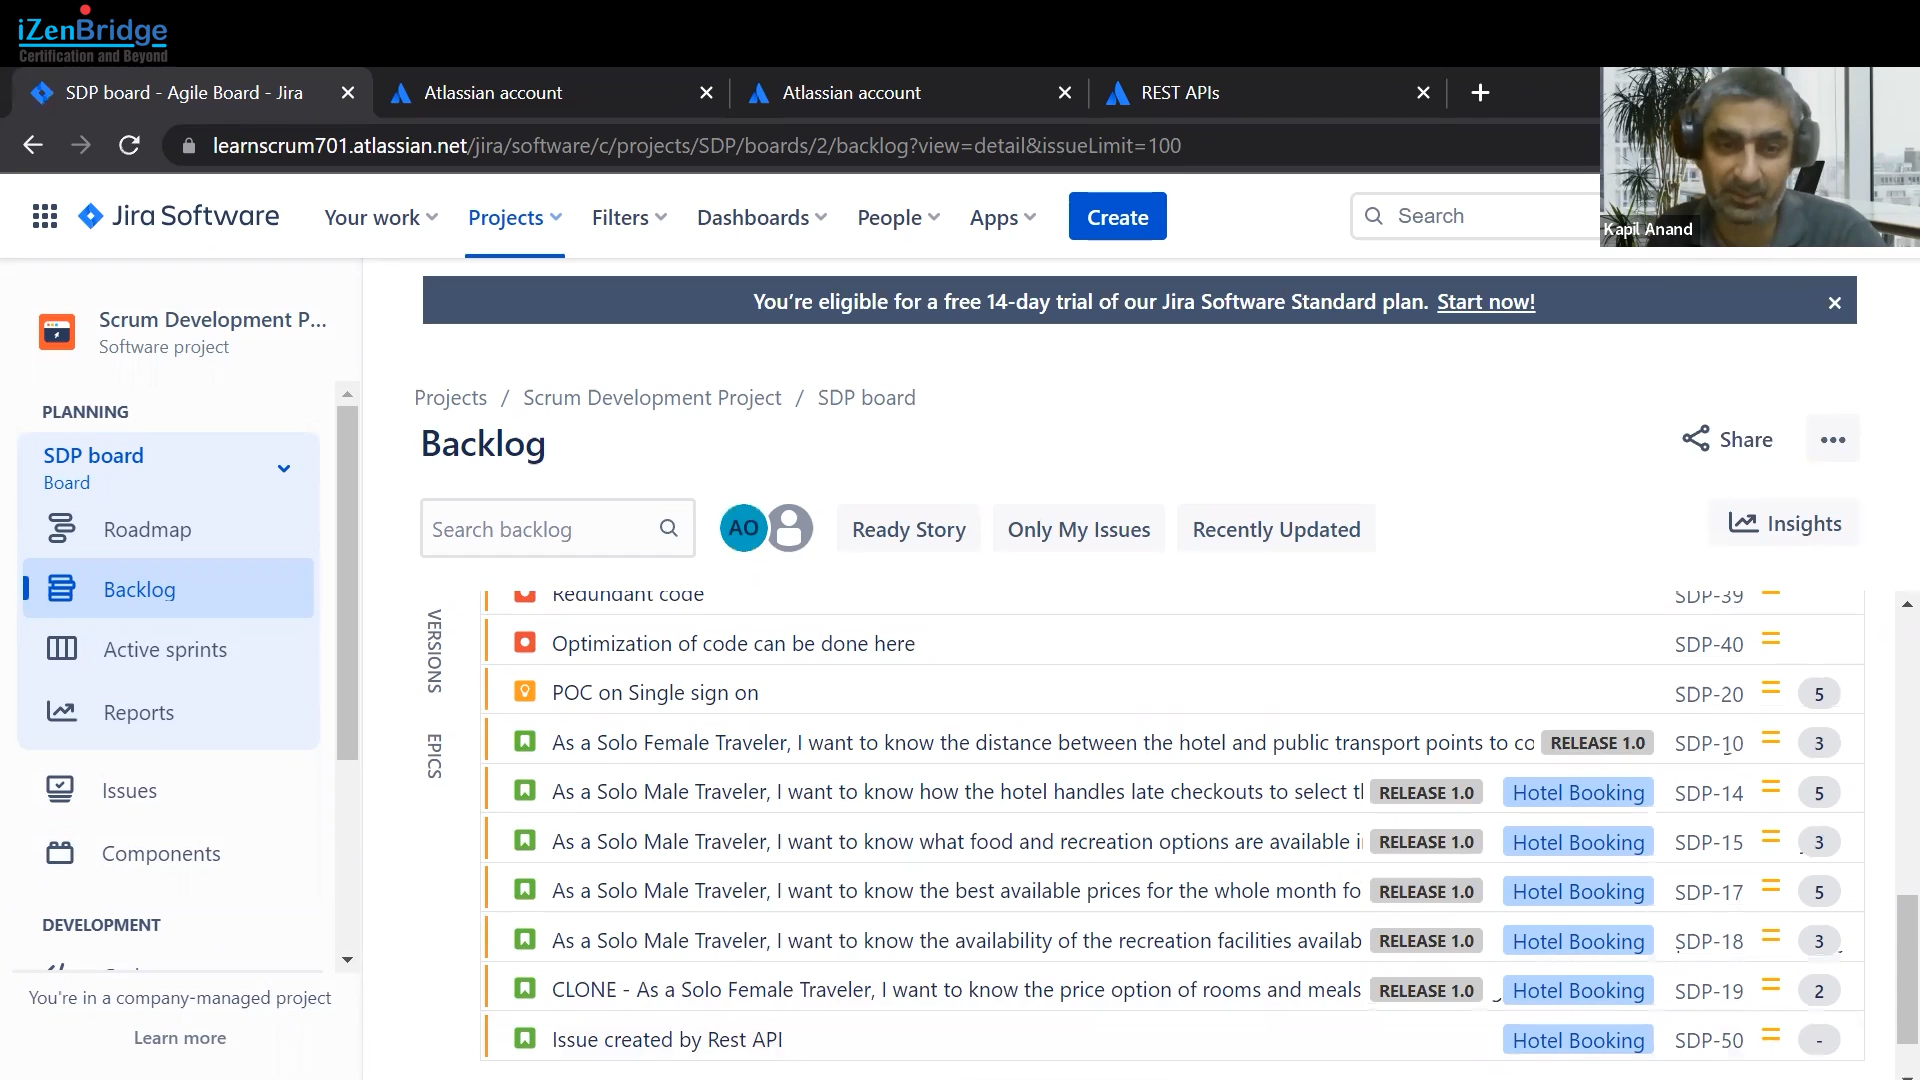 iZenBridge
Certification and Beyond
SDP board - Agile Board - Jira
Atlassian account
Atlassian account
REST APIs
learnscrum701.atlassian.net/jira/software/c/projects/SDP/boards/2/backlog?view=detail&issueLimit=100
Kapil Anand
Jira Software
Your work
Projects
Filters
Dashboards
People
Apps
Create
Search
Scrum Development P...
Software project
You're eligible for a free 14-day trial of our Jira Software Standard plan. Start now!
PLANNING
SDP board
Board
Roadmap
Backlog
Active sprints
Reports
Issues
Components
DEVELOPMENT
You're in a company-managed project
Learn more
Projects / Scrum Development Project / SDP board
Backlog
Share
Search backlog
AO
Ready Story
Only My Issues
Recently Updated
Insights
VERSIONS
EPICS
Redundant code SDP-39
Optimization of code can be done here SDP-40
POC on Single sign on SDP-20 5
As a Solo Female Traveler, I want to know the distance between the hotel and public transport points to co RELEASE 1.0 SDP-10 3
As a Solo Male Traveler, I want to know how the hotel handles late checkouts to select tl RELEASE 1.0 Hotel Booking SDP-14 5
As a Solo Male Traveler, I want to know what food and recreation options are available i RELEASE 1.0 Hotel Booking SDP-15 3
As a Solo Male Traveler, I want to know the best available prices for the whole month fo RELEASE 1.0 Hotel Booking SDP-17 5
As a Solo Male Traveler, I want to know the availability of the recreation facilities availab RELEASE 1.0 Hotel Booking SDP-18 3
CLONE - As a Solo Female Traveler, I want to know the price option of rooms and meals RELEASE 1.0 Hotel Booking SDP-19 2
Issue created by Rest API Hotel Booking SDP-50 -